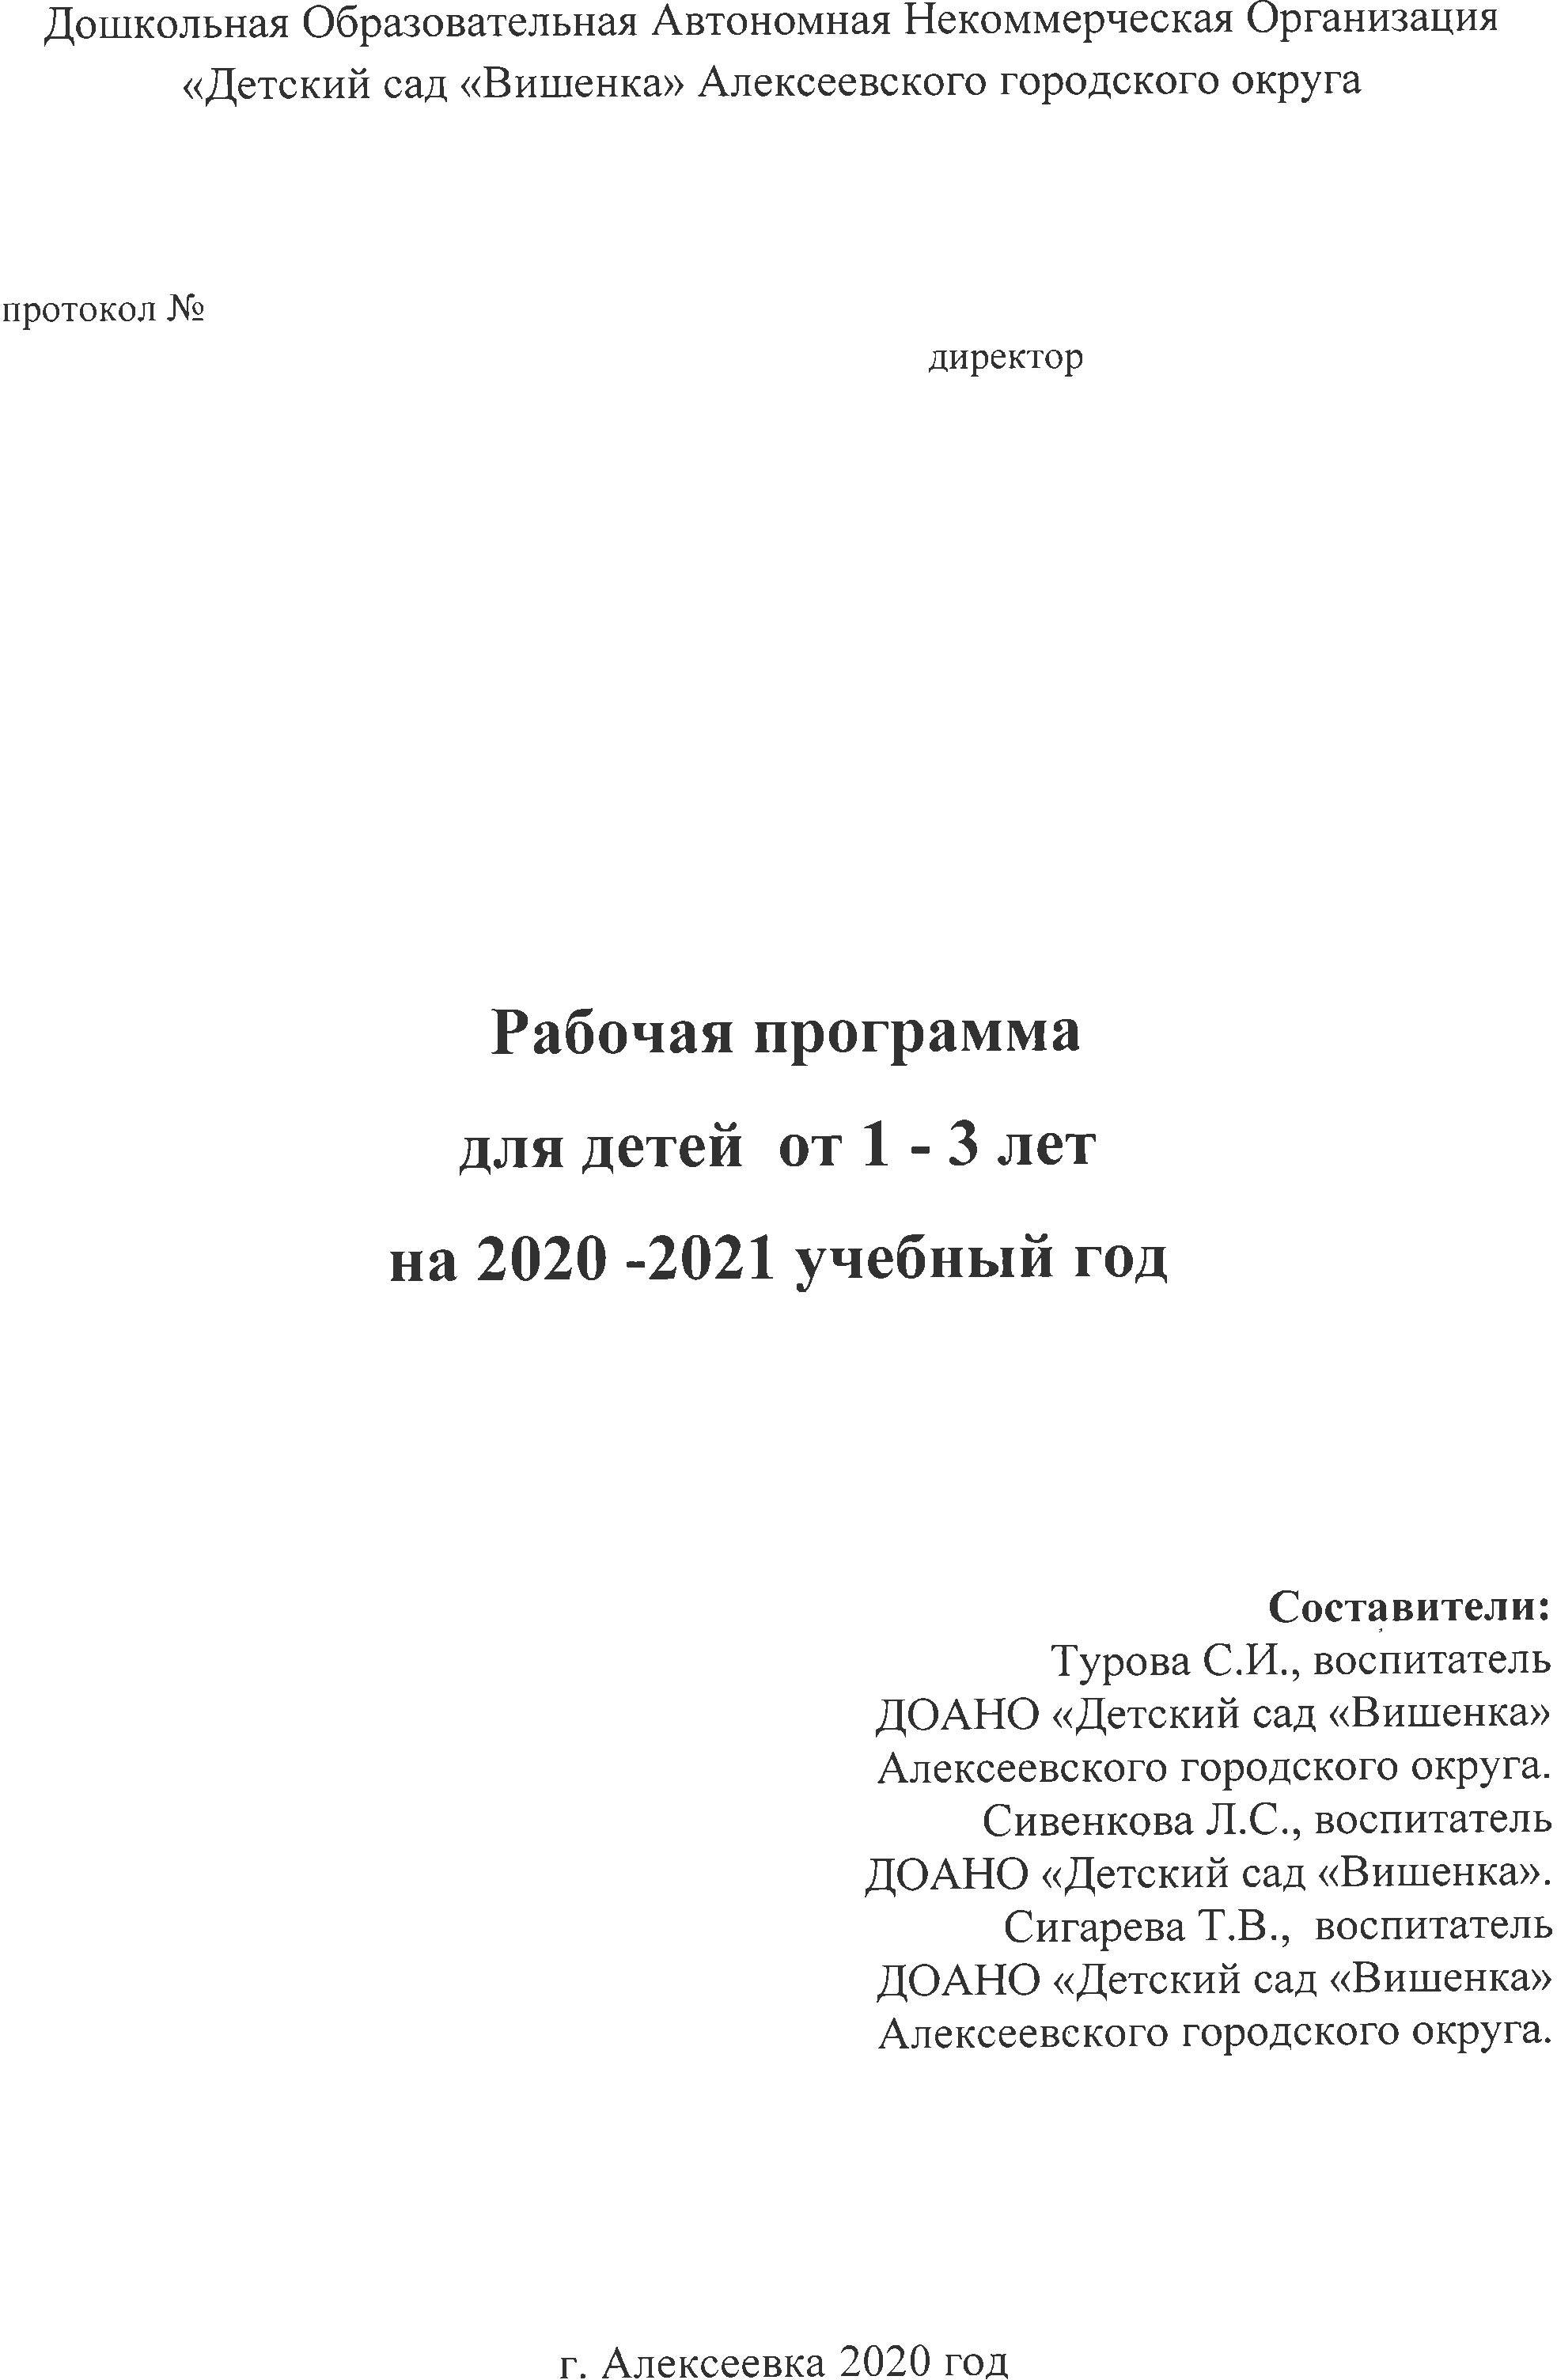 Дошкольная Образовательная Автономная Некоммерческая Организация
«Детский сад «Вишенка» Алексеевского городского округа
протокол №
директор
Рабочая программа
для детей от 1 - 3 лет
на 2020 -2021 учебный год
Составители:
Турова С.И., воспитатель
ДОАНО «Детский сад «Вишенка»
Алексеевского городского округа.
Сивенкова Л.С., воспитатель
ДОАНО «Детский сад «Вишенка».
Сигарева Т.В., воспитатель
ДОАНО «Детский сад «Вишенка»
Алексеевского городского округа.
г. Алексеевка 2020 год